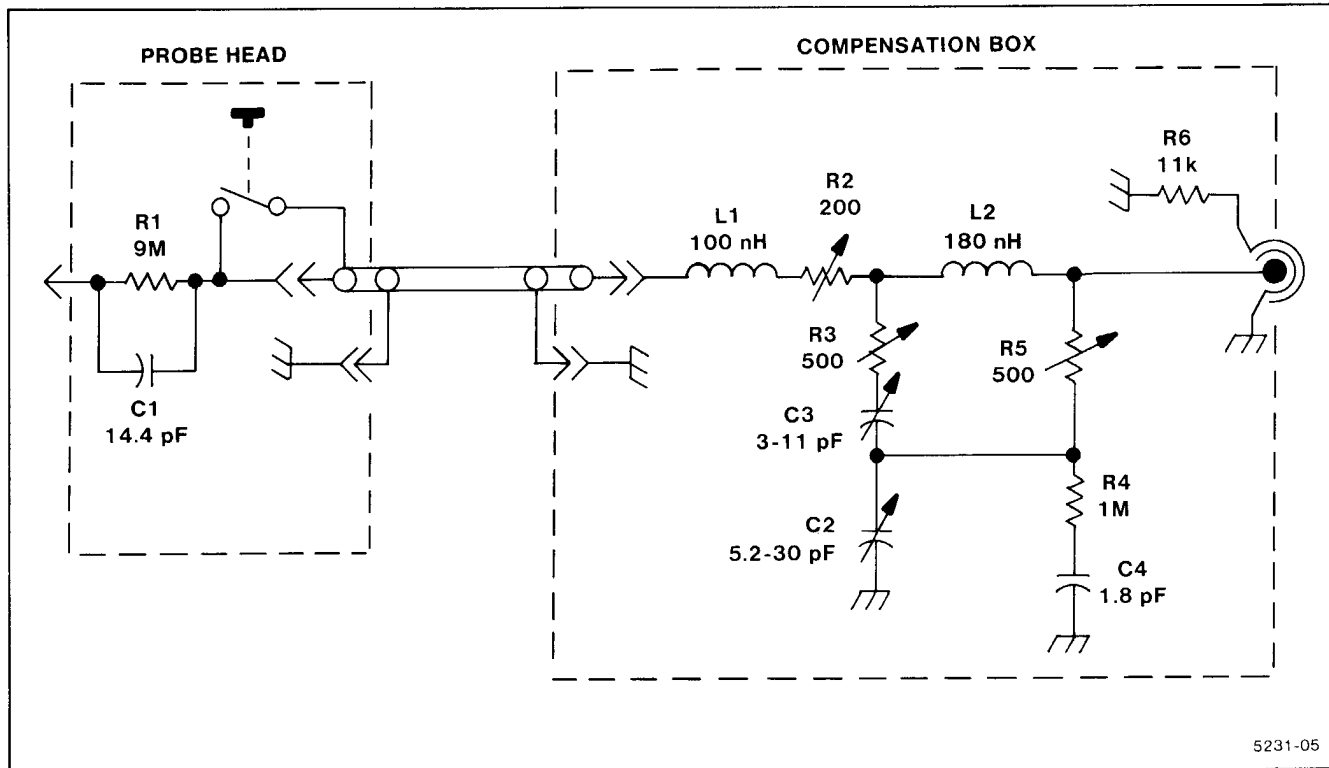 PROBE HEAD
COMPENSATION BOX
R1
9M
C1
14.4 pF
L1
100 nH
R2
200
L2
180 nH
R6
11k
R3
500
R5
500
C3
3-11 pF
R4
1M
C2
5.2-30 pF
C4
1.8 pF
5231-05